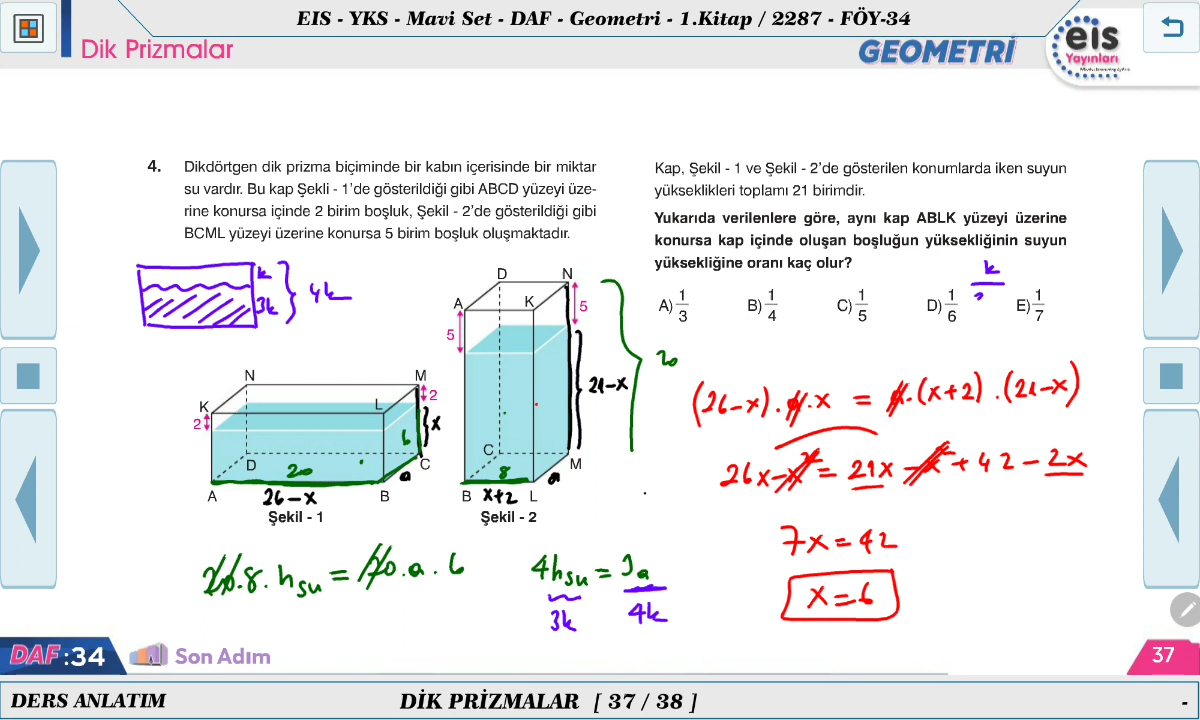 EIS - YKS - Mavi Set - DAF - Geometri - 1.Kitap / 2287 - FÖY-34
Dik Prizmalar
GEOMETRİ
eis
Yayınları
4. Dikdörtgen dik prizma biçiminde bir kabın içerisinde bir miktar
su vardır. Bu kap Şekli - 1'de gösterildiği gibi ABCD yüzeyi üze-
rine konursa içinde 2 birim boşluk, Şekil - 2'de gösterildiği gibi
BCML yüzeyi üzerine konursa 5 birim boşluk oluşmaktadır.
k
3k
4k
N
M
K
L
2
2
x
6
D
C
20
a
A
26-x
B
Şekil - 1
D
N
A
K
5
5
21-x
20
C
M
8
a
B
x+2
L
Şekil - 2
20.8.hsu = 20.a.6
4hsu = 3a
3k
4k
Kap, Şekil - 1 ve Şekil - 2'de gösterilen konumlarda iken suyun
yükseklikleri toplamı 21 birimdir.
Yukarıda verilenlere göre, aynı kap ABLK yüzeyi üzerine
konursa kap içinde oluşan boşluğun yüksekliğinin suyun
yüksekliğine oranı kaç olur?
k
A) 1/3 B) 1/4 C) 1/5 D) 1/6 E) 1/7
(26-x).a.x = a.(x+2).(21-x)
26x-x² = 21x-x²+42-2x
7x=42
x=6
DAF:34
Son Adım
37
DERS ANLATIM
DİK PRİZMALAR [ 37 / 38 ]
-